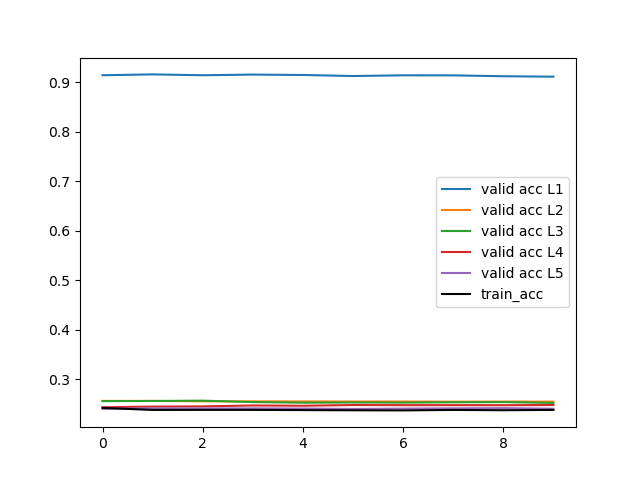 0.9
0.8
0.7
0.6
0.5
0.4
0.3
0 2 4 6 8
valid acc L1
valid acc L2
valid acc L3
valid acc L4
valid acc L5
train_acc